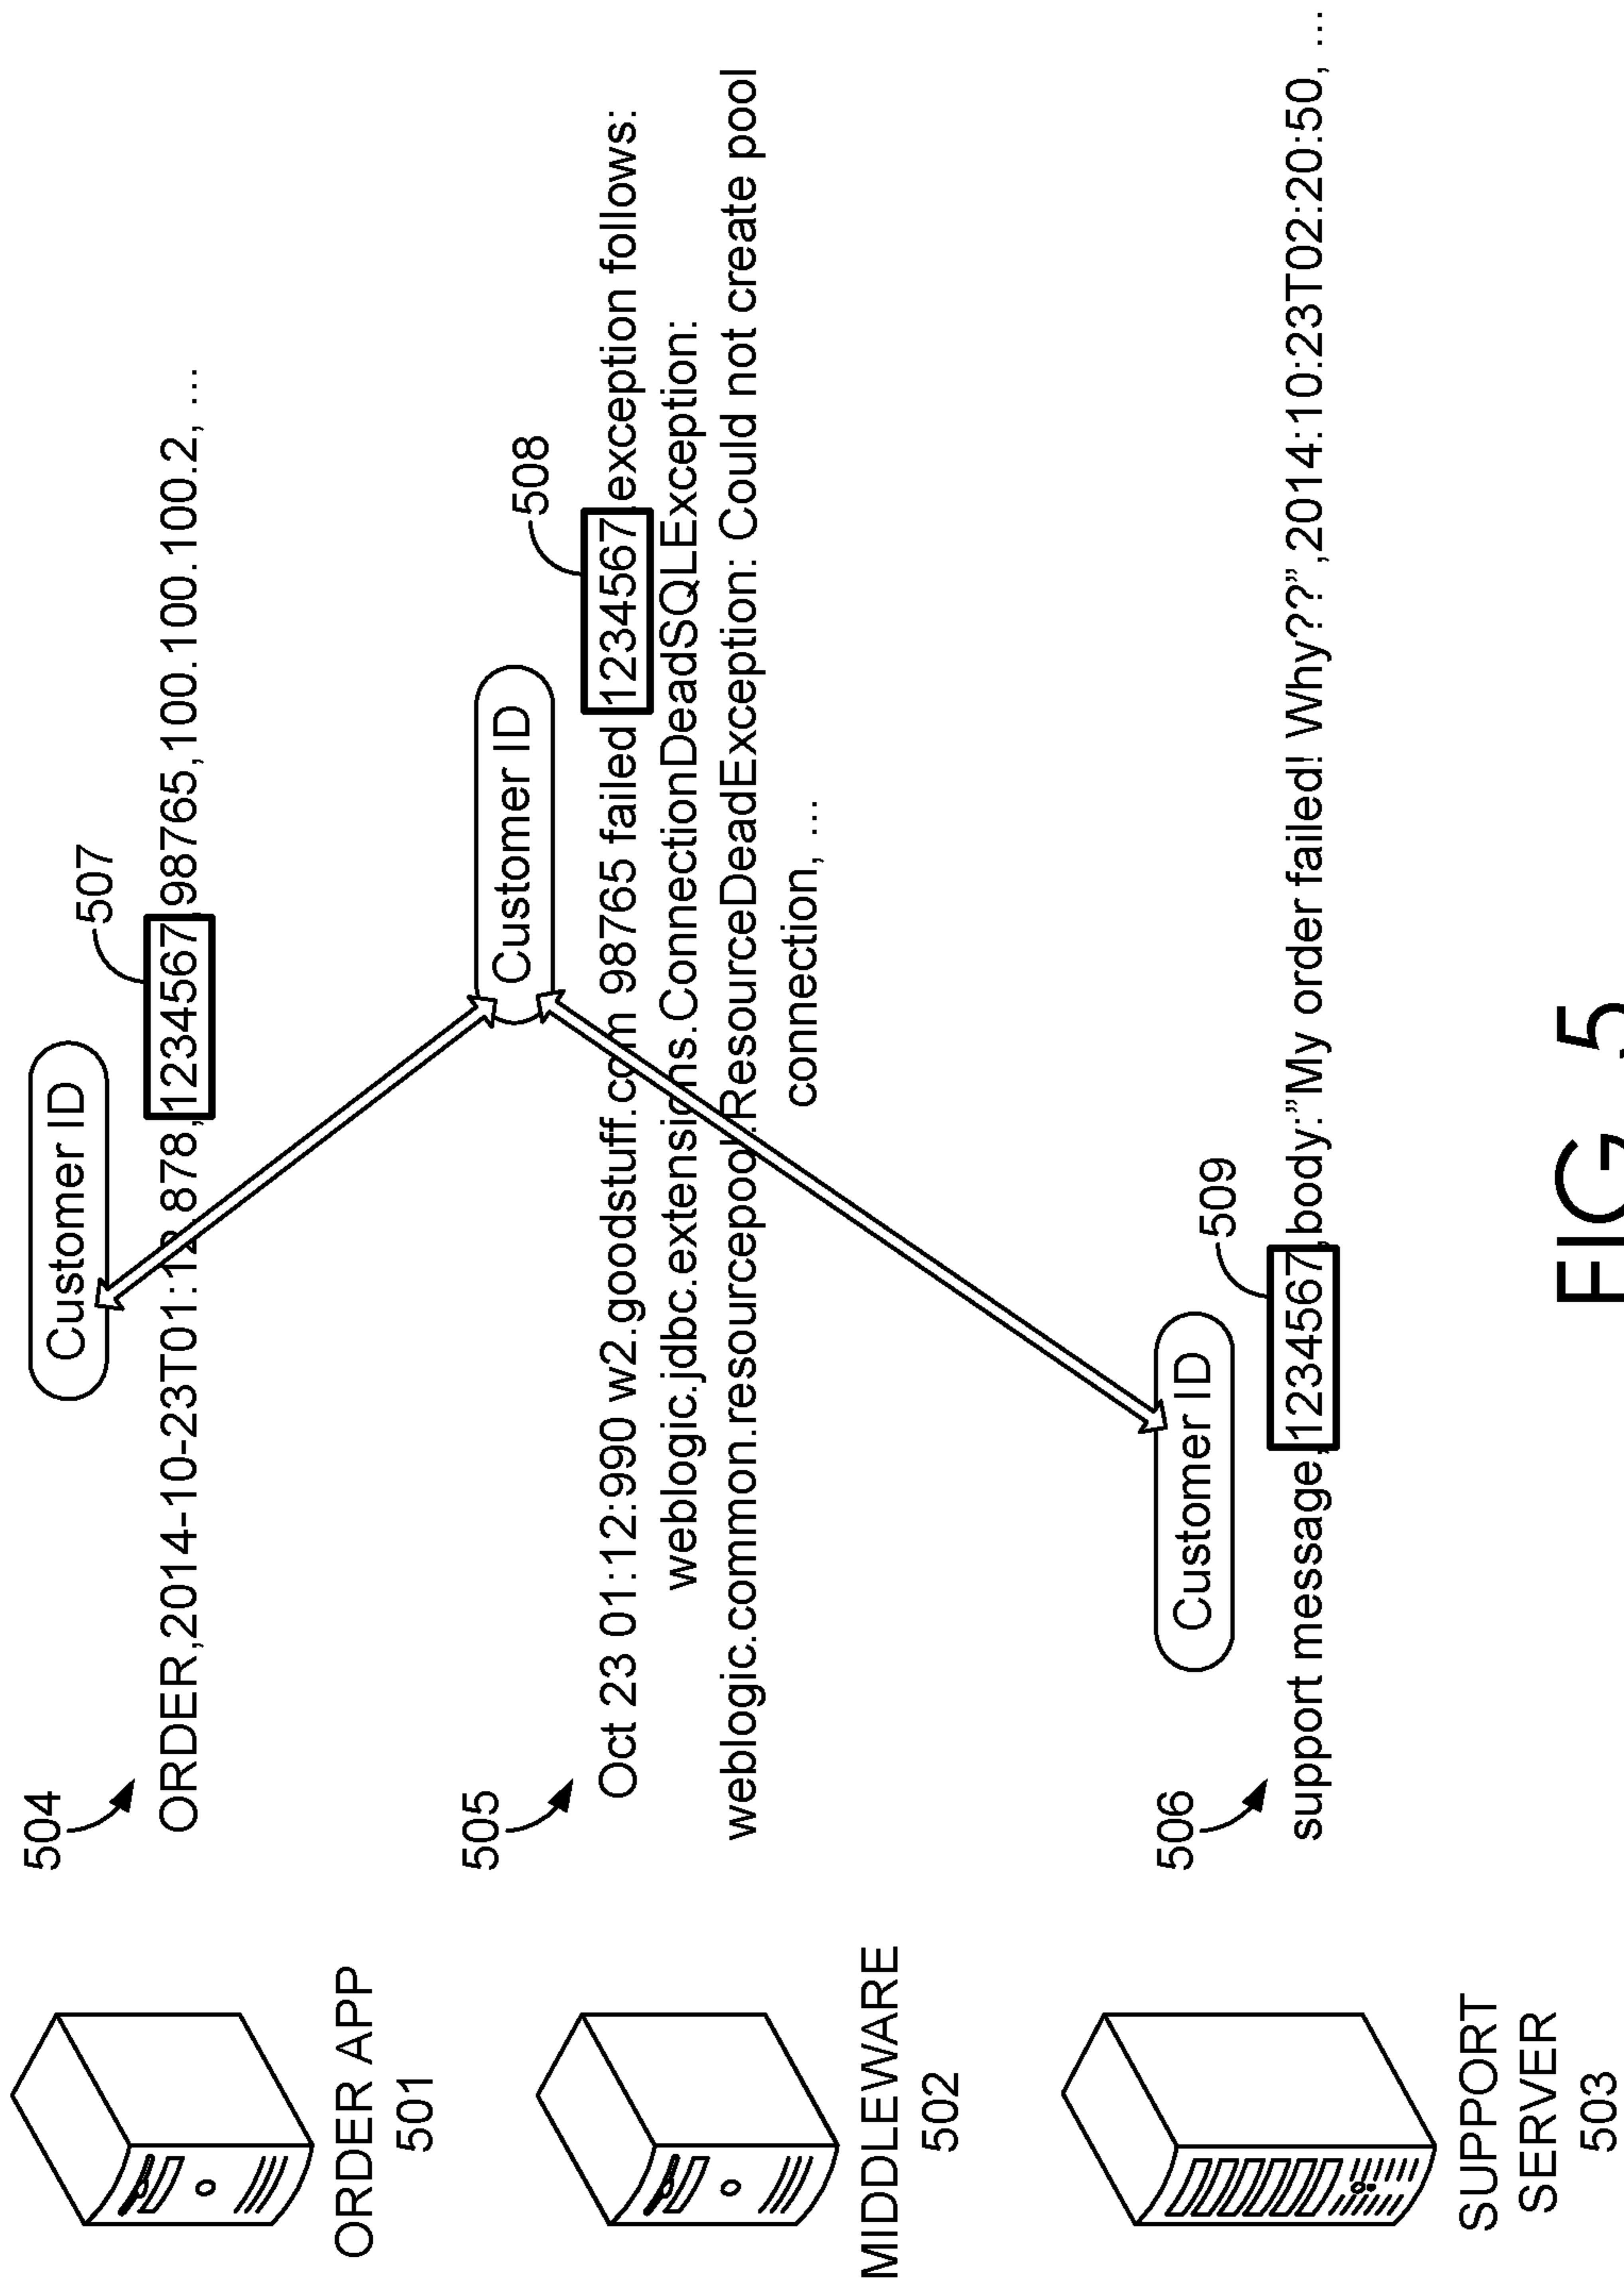 504
Customer ID
507
ORDER,2014-10-23T01:12:878,1234567,98765,100.100.100.2, ...
ORDER APP
501
505
Customer ID
508
Oct 23 01:12:990 w2.goodstuff.com 98765 failed 1234567 exception follows:
weblogic.jdbc.extensions.ConnectionDeadSQLException:
weblogic.common.resourcepool.ResourceDeadException: Could not create pool
connection, ...
MIDDLEWARE
502
506
Customer ID
509
support message,1234567,body:”My order failed! Why???”,2014:10:23T02:20:50, ...
SUPPORT
SERVER
503
FIG. 5